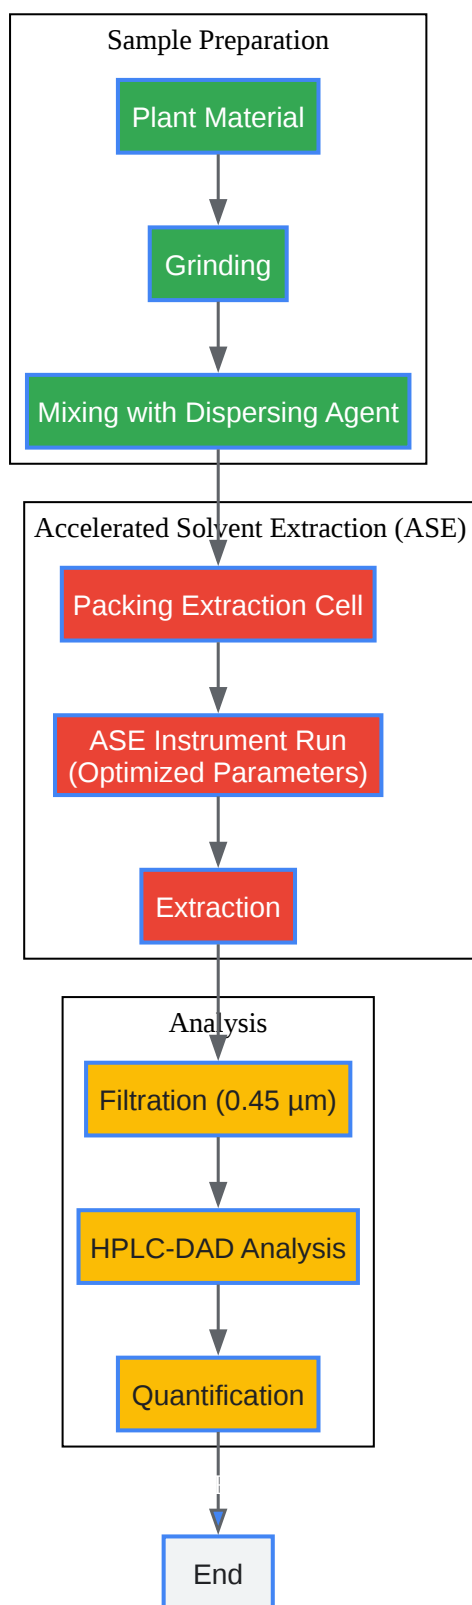 Sample Preparation
Plant Material
Grinding
Mixing with Dispersing Agent
Accelerated Solvent Extraction (ASE)
Packing Extraction Cell
ASE Instrument Run
(Optimized Parameters)
Extraction
Analysis
Filtration (0.45 µm)
HPLC-DAD Analysis
Quantification
End